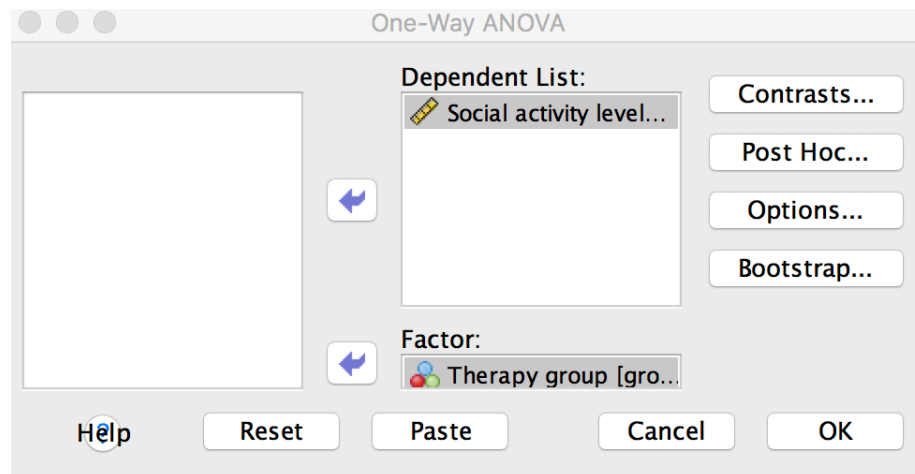 One-Way ANOVA
Dependent List:
Social activity level...
Contrasts...
Post Hoc...
Options...
Bootstrap...
Factor:
Therapy group [gro...
Help
Reset
Paste
Cancel
OK